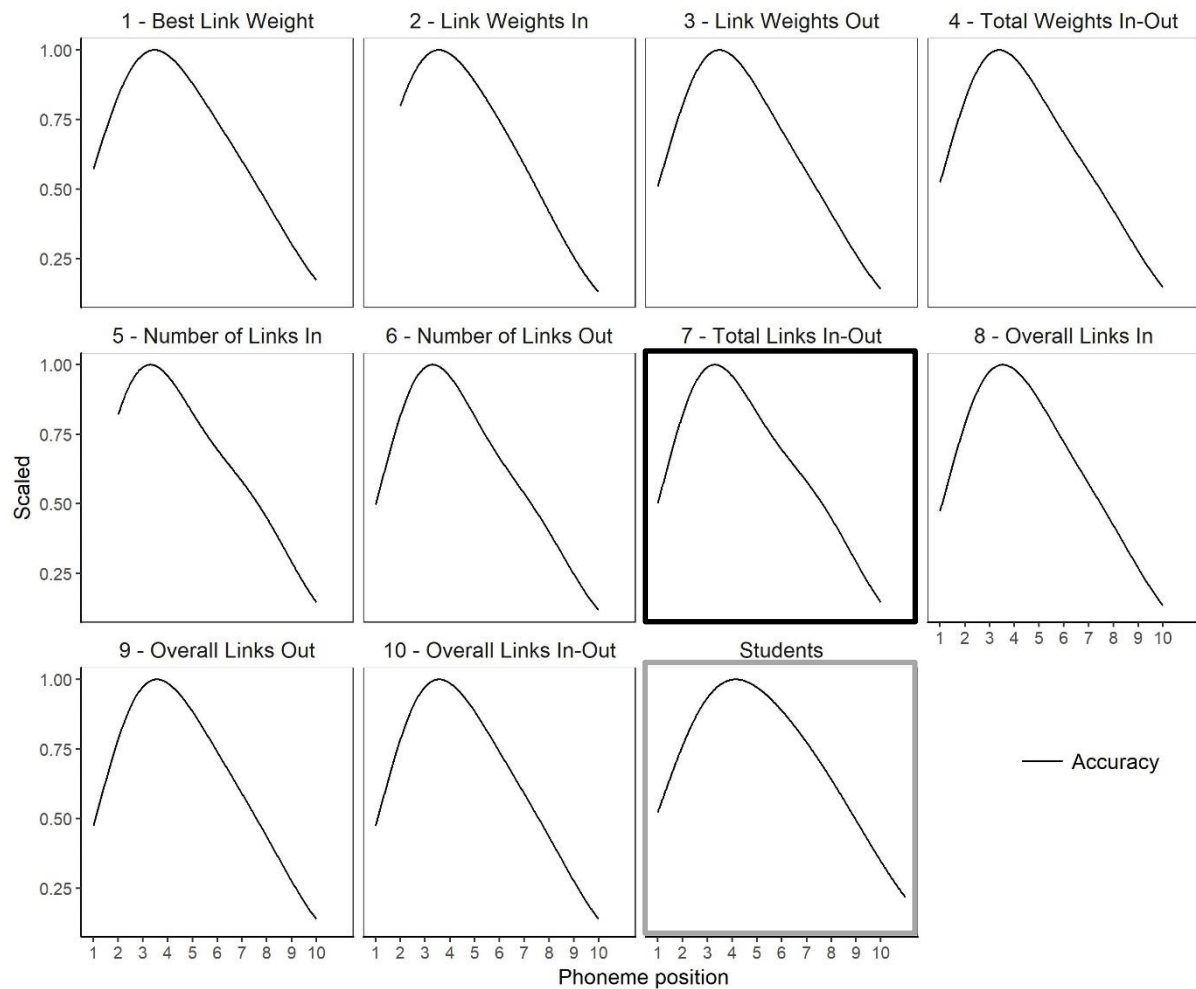 1 - Best Link Weight 2 - Link Weights In 3 - Link Weights Out 4 - Total Weights In-Out
1.00
0.75
0.50
0.25
5 - Number of Links In 6 - Number of Links Out 7 - Total Links In-Out 8 - Overall Links In
1.00
0.75
0.50
0.25
Scaled
1 2 3 4 5 6 7 8 9 10
9 - Overall Links Out 10 - Overall Links In-Out Students
1.00
0.75
0.50
0.25
Accuracy
1 2 3 4 5 6 7 8 9 10 1 2 3 4 5 6 7 8 9 10 1 2 3 4 5 6 7 8 9 10
Phoneme position